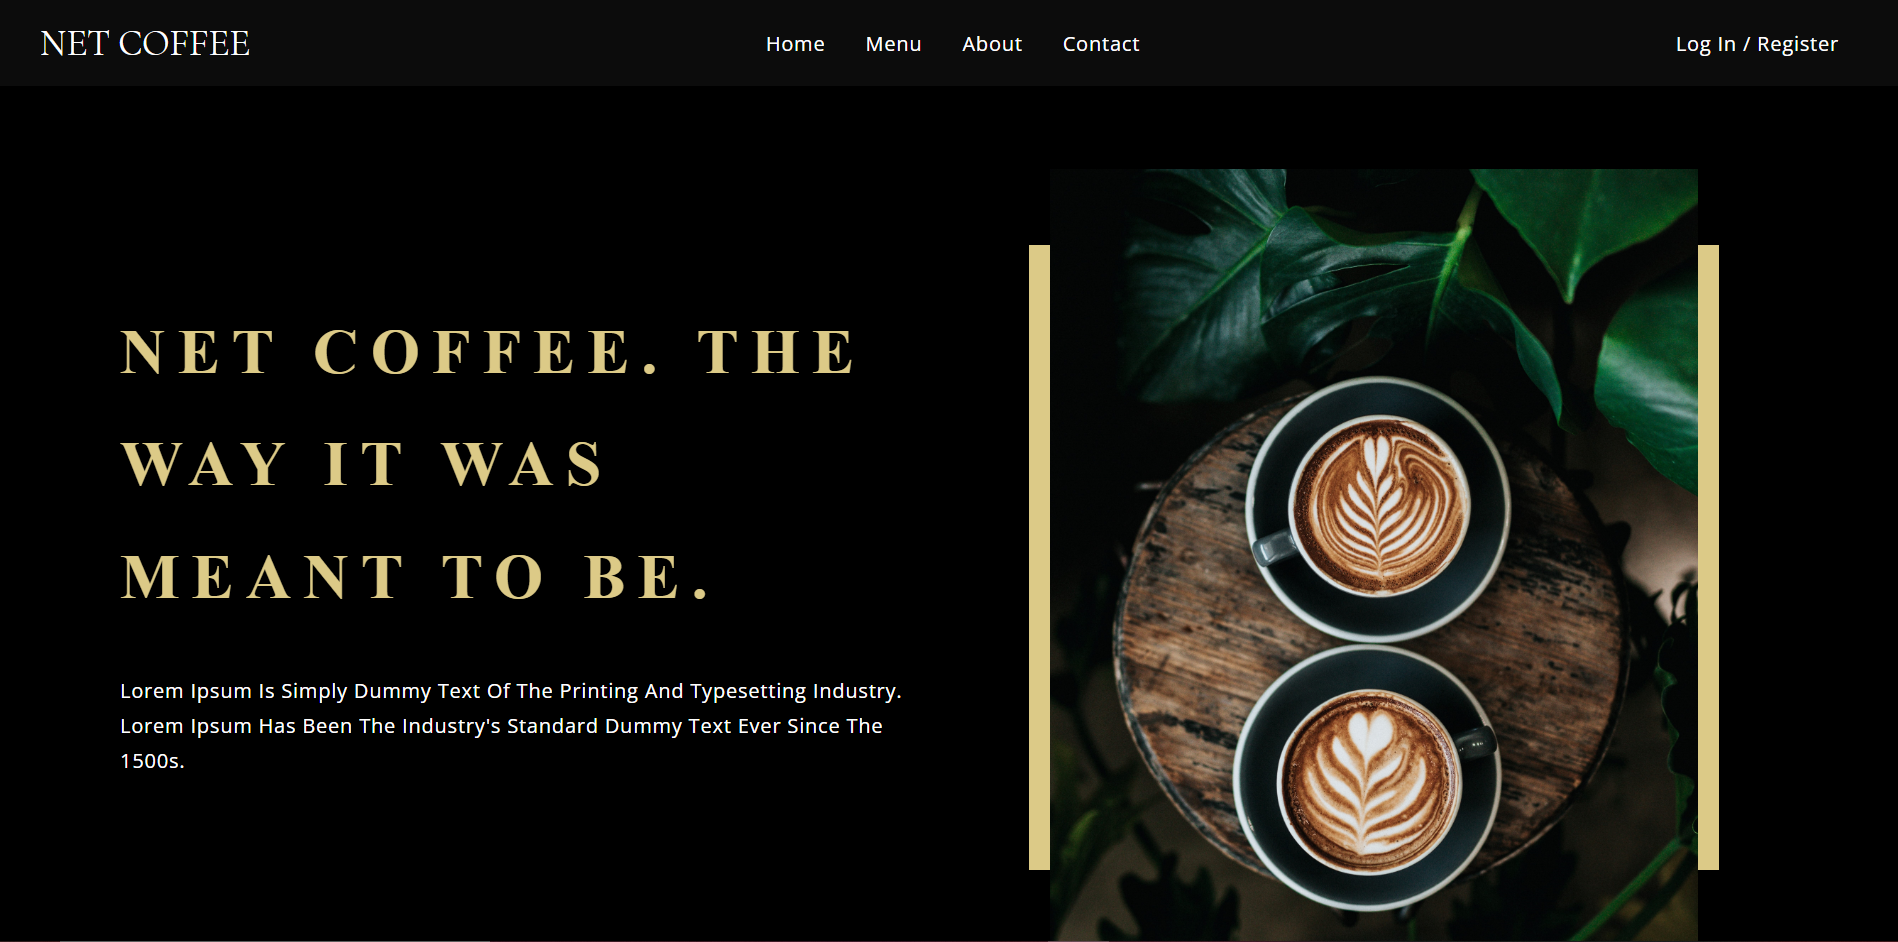 NET COFFEE
Home Menu About Contact
Log In / Register
NET COFFEE. THE
WAY IT WAS
MEANT TO BE.
Lorem Ipsum Is Simply Dummy Text Of The Printing And Typesetting Industry.
Lorem Ipsum Has Been The Industry's Standard Dummy Text Ever Since The
1500s.